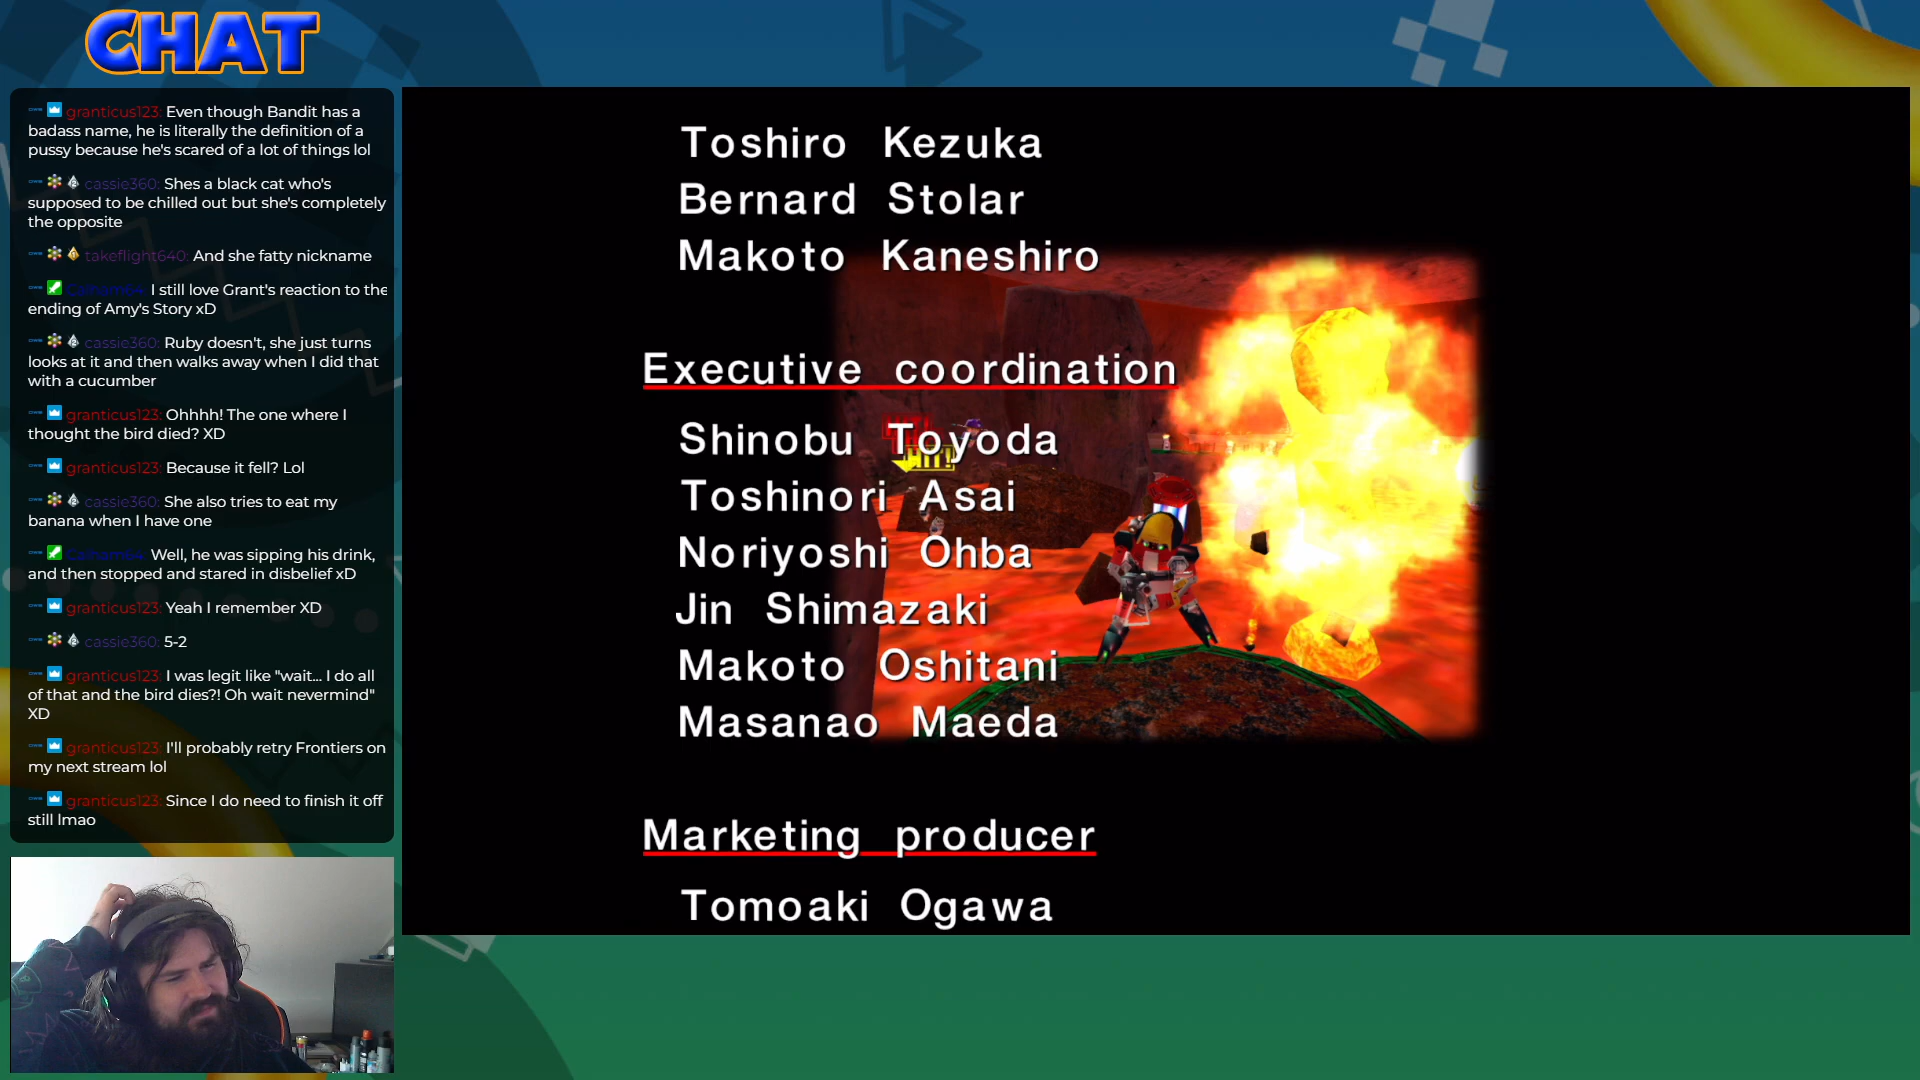 CHAT
granticus123: Even though Bandit has a
badass name, he is literally the definition of a
pussy because he's scared of a lot of things lol
cassie360: Shes a black cat who's
supposed to be chilled out but she's completely
the opposite
takeflight640: And she fatty nickname
Calham64: I still love Grant's reaction to the
ending of Amy's Story xD
cassie360: Ruby doesn't, she just turns
looks at it and then walks away when I did that
with a cucumber
granticus123: Ohhhh! The one where I
thought the bird died? XD
granticus123: Because it fell? Lol
cassie360: She also tries to eat my
banana when I have one
Calham64: Well, he was sipping his drink,
and then stopped and stared in disbelief xD
granticus123: Yeah I remember XD
cassie360: 5-2
granticus123: I was legit like "wait... I do all
of that and the bird dies?! Oh wait nevermind"
XD
granticus123: I'll probably retry Frontiers on
my next stream lol
granticus123: Since I do need to finish it off
still lmao
Toshiro Kezuka
Bernard Stolar
Makoto Kaneshiro
Executive coordination
Shinobu Toyoda
Toshinori Asai
Noriyoshi Ohba
Jin Shimazaki
Makoto Oshitani
Masanao Maeda
Marketing producer
Tomoaki Ogawa